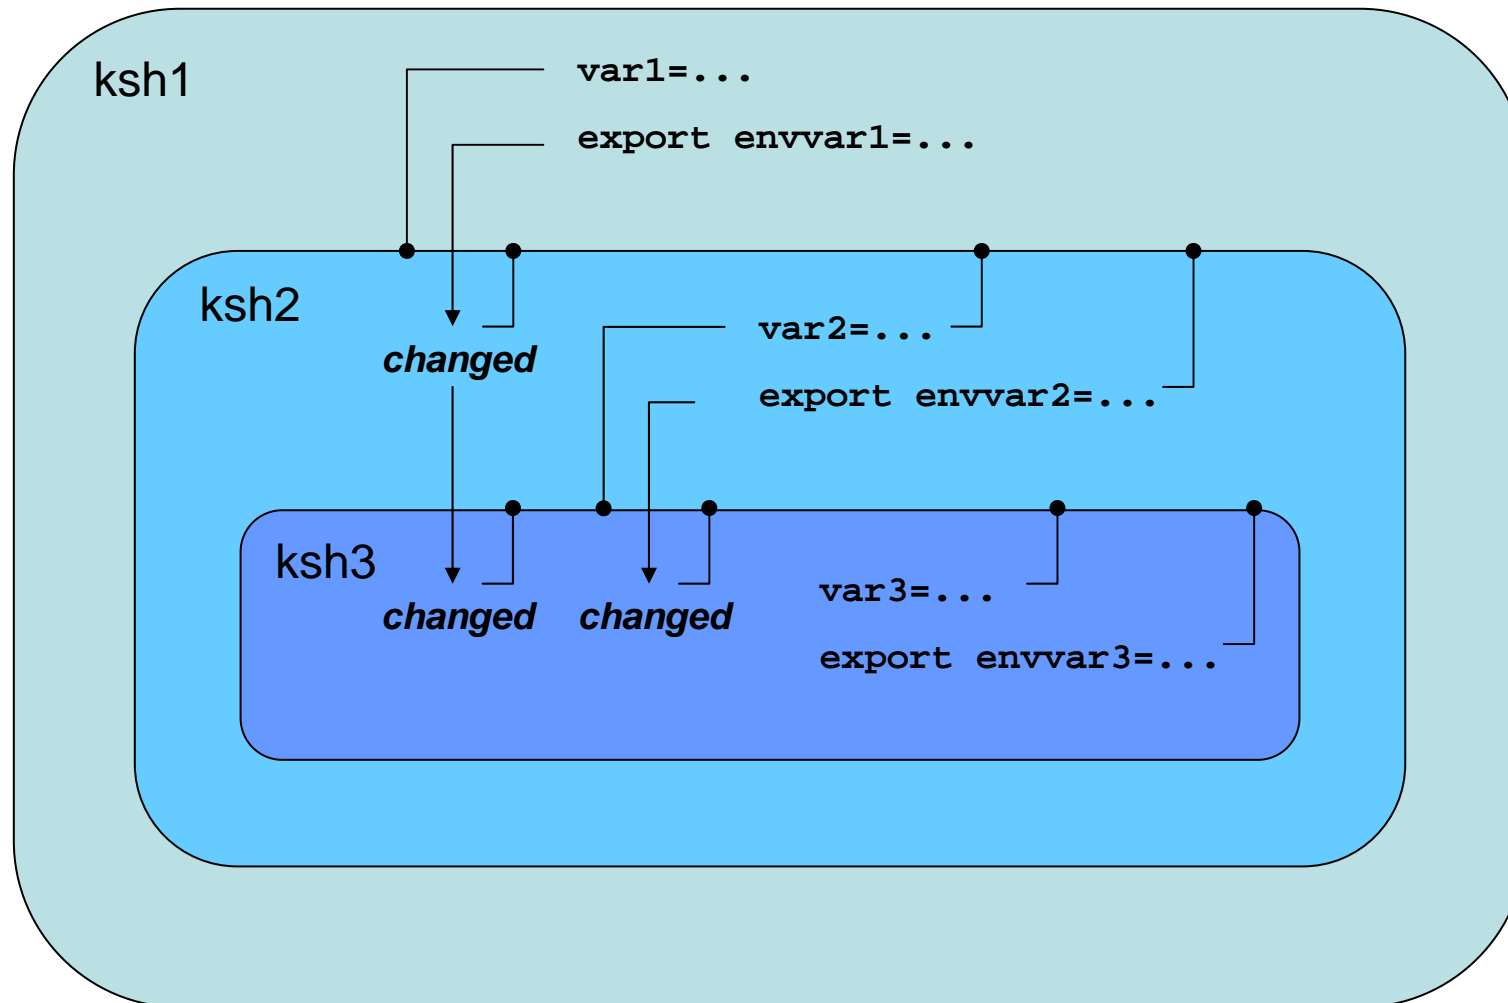 ksh1
var1=...
export envvar1=...
ksh2
changed
var2=...
export envvar2=...
ksh3
changed changed
var3=...
export envvar3=...